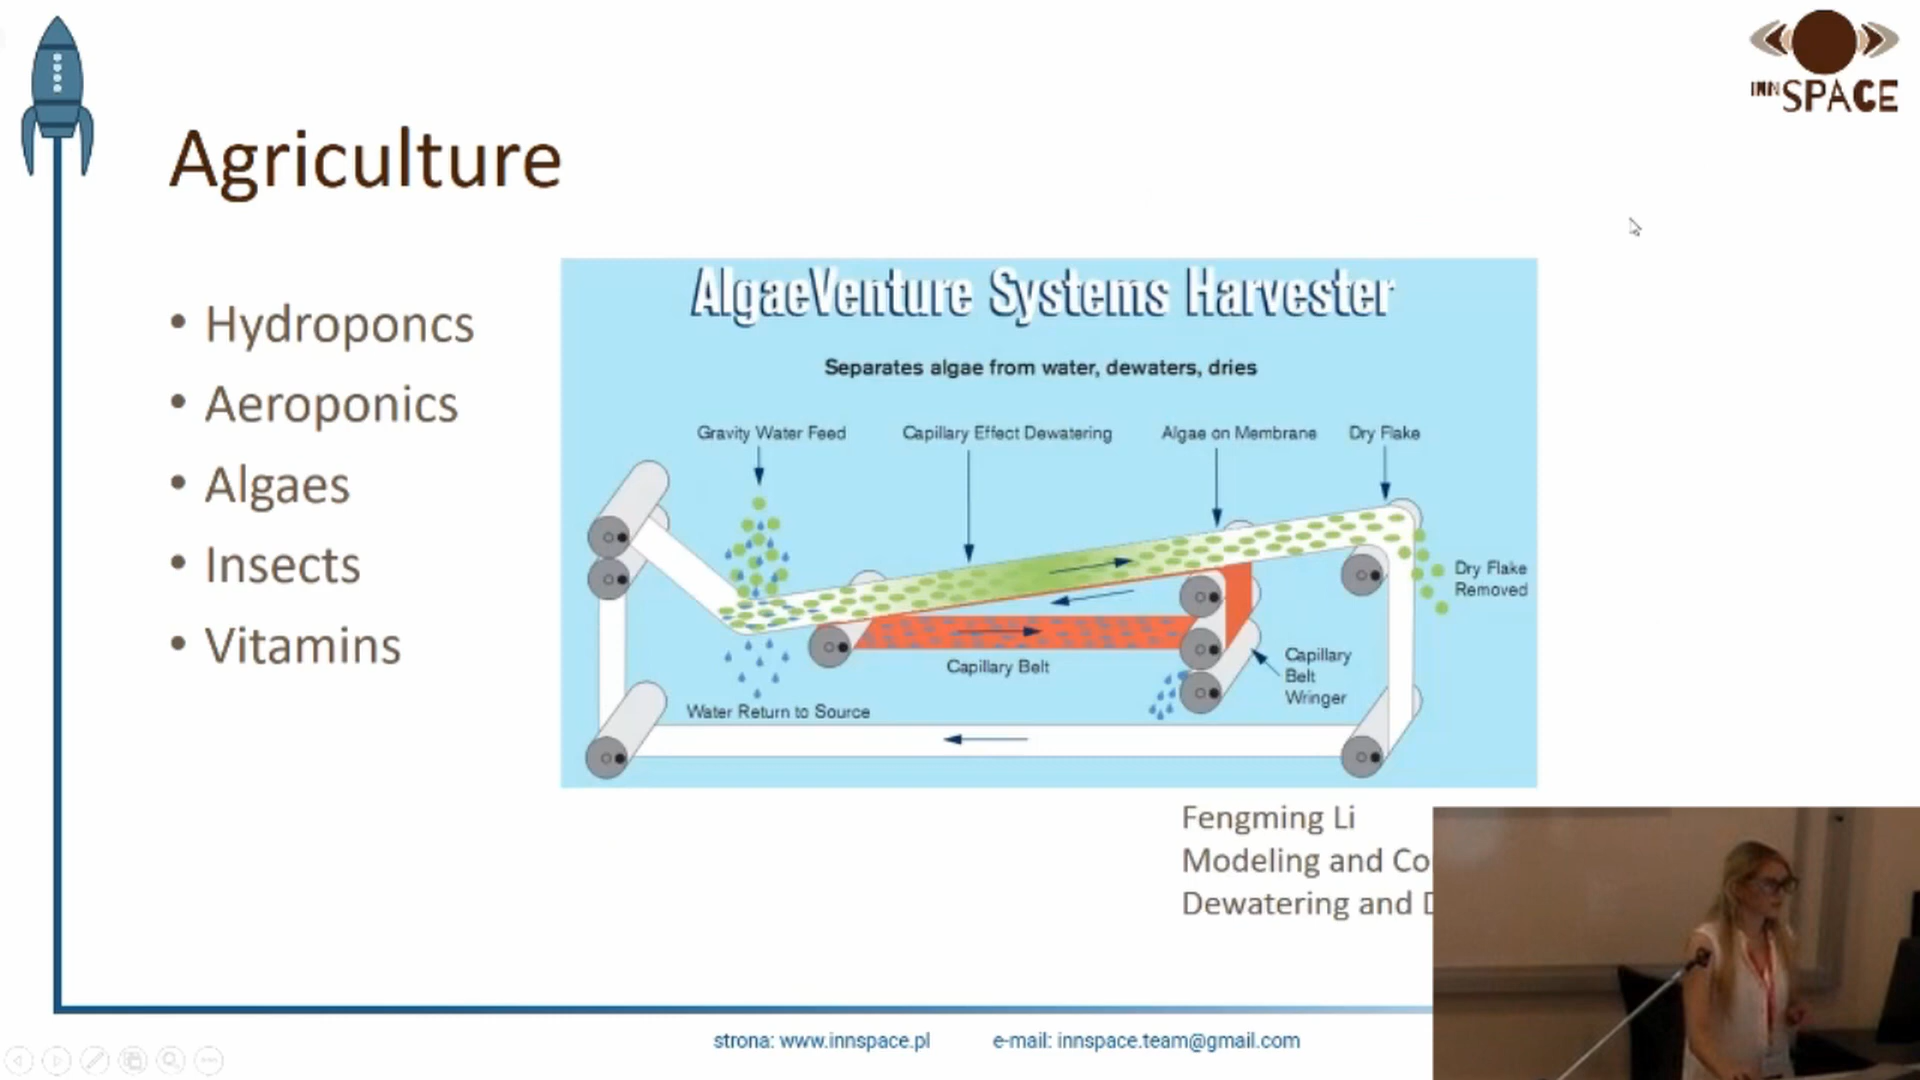 INNSPACE
Agriculture
• Hydroponcs
• Aeroponics
• Algaes
• Insects
• Vitamins
AlgaeVenture Systems Harvester
Separates algae from water, dewaters, dries
Gravity Water Feed
Capillary Effect Dewatering
Algae on Membrane
Dry Flake
Dry Flake
Removed
Capillary Belt
Capillary
Belt
Wringer
Water Return to Source
Fengming Li
Modeling and Co
Dewatering and
strona: www.innspace.pl
e-mail: innspace.team@gmail.com